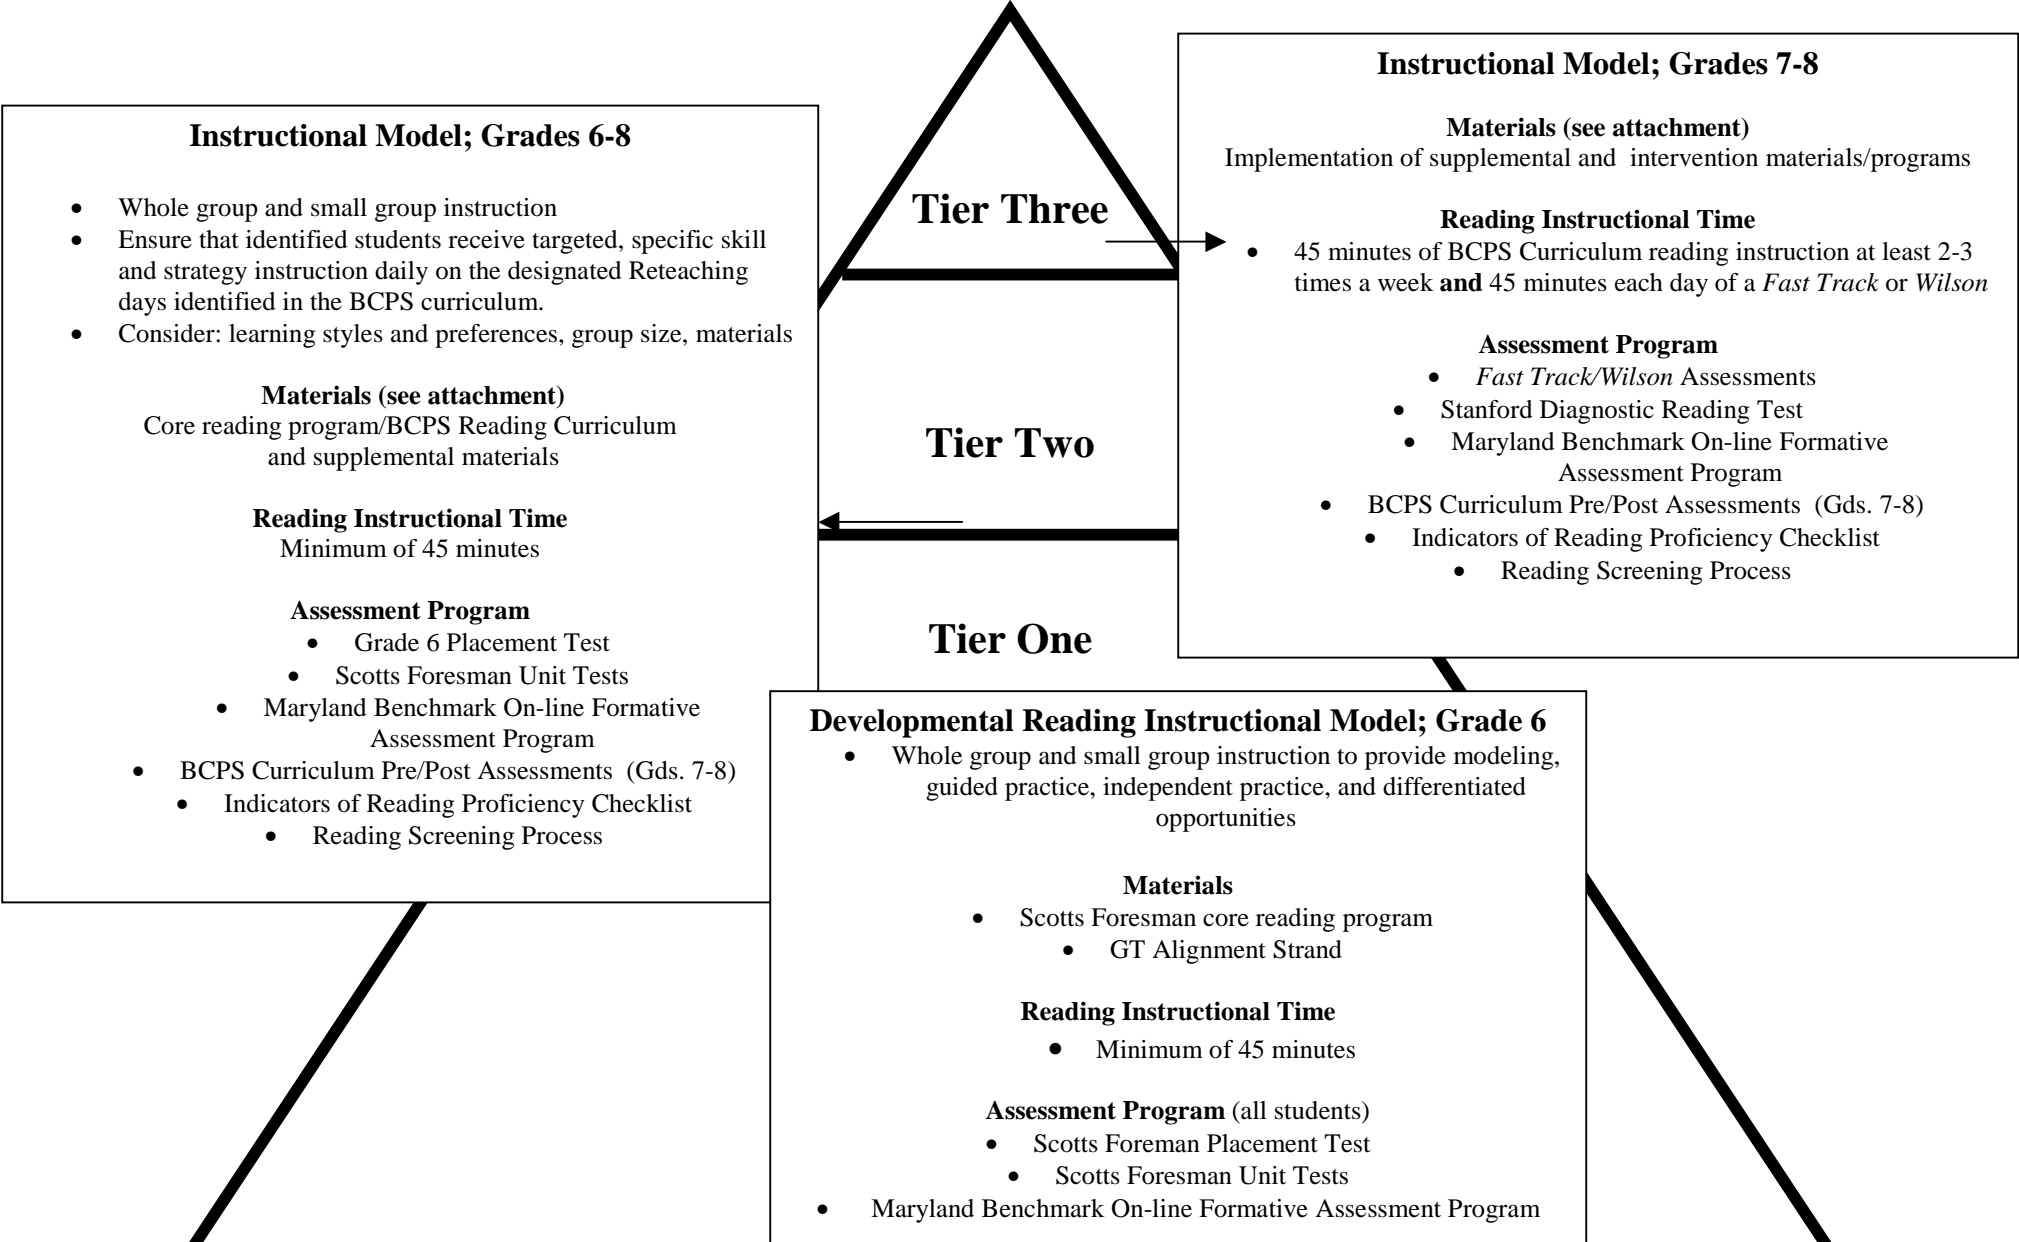 Instructional Model; Grades 6-8
• Whole group and small group instruction
• Ensure that identified students receive targeted, specific skill
and strategy instruction daily on the designated Reteaching
days identified in the BCPS curriculum.
• Consider: learning styles and preferences, group size, materials
Materials (see attachment)
Core reading program/BCPS Reading Curriculum
and supplemental materials
Reading Instructional Time
Minimum of 45 minutes
Assessment Program
• Grade 6 Placement Test
• Scotts Foresman Unit Tests
• Maryland Benchmark On-line Formative
Assessment Program
• BCPS Curriculum Pre/Post Assessments (Gds. 7-8)
• Indicators of Reading Proficiency Checklist
• Reading Screening Process
Tier Three
Tier Two
Tier One
Instructional Model; Grades 7-8
Materials (see attachment)
Implementation of supplemental and intervention materials/programs
Reading Instructional Time
• 45 minutes of BCPS Curriculum reading instruction at least 2-3
times a week and 45 minutes each day of a Fast Track or Wilson
Assessment Program
• Fast Track/Wilson Assessments
• Stanford Diagnostic Reading Test
• Maryland Benchmark On-line Formative
Assessment Program
• BCPS Curriculum Pre/Post Assessments (Gds. 7-8)
• Indicators of Reading Proficiency Checklist
• Reading Screening Process
Developmental Reading Instructional Model; Grade 6
• Whole group and small group instruction to provide modeling,
guided practice, independent practice, and differentiated
opportunities
Materials
• Scotts Foresman core reading program
• GT Alignment Strand
Reading Instructional Time
• Minimum of 45 minutes
Assessment Program (all students)
• Scotts Foreman Placement Test
• Scotts Foresman Unit Tests
• Maryland Benchmark On-line Formative Assessment Program